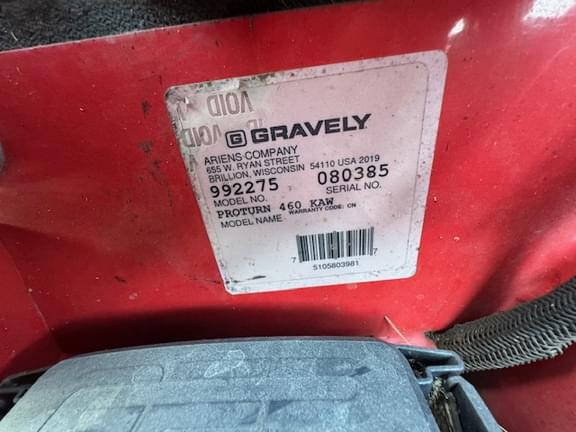 VOID
VOID
GRAVELY
ARIENS COMPANY
655 W. RYAN STREET
BRILLION, WISCONSIN 54110 USA 2019
992275 080385
MODEL NO. SERIAL NO.
PROTURN 460 KAW
MODEL NAME WARRANTY CODE: CN
7 7
5105803981